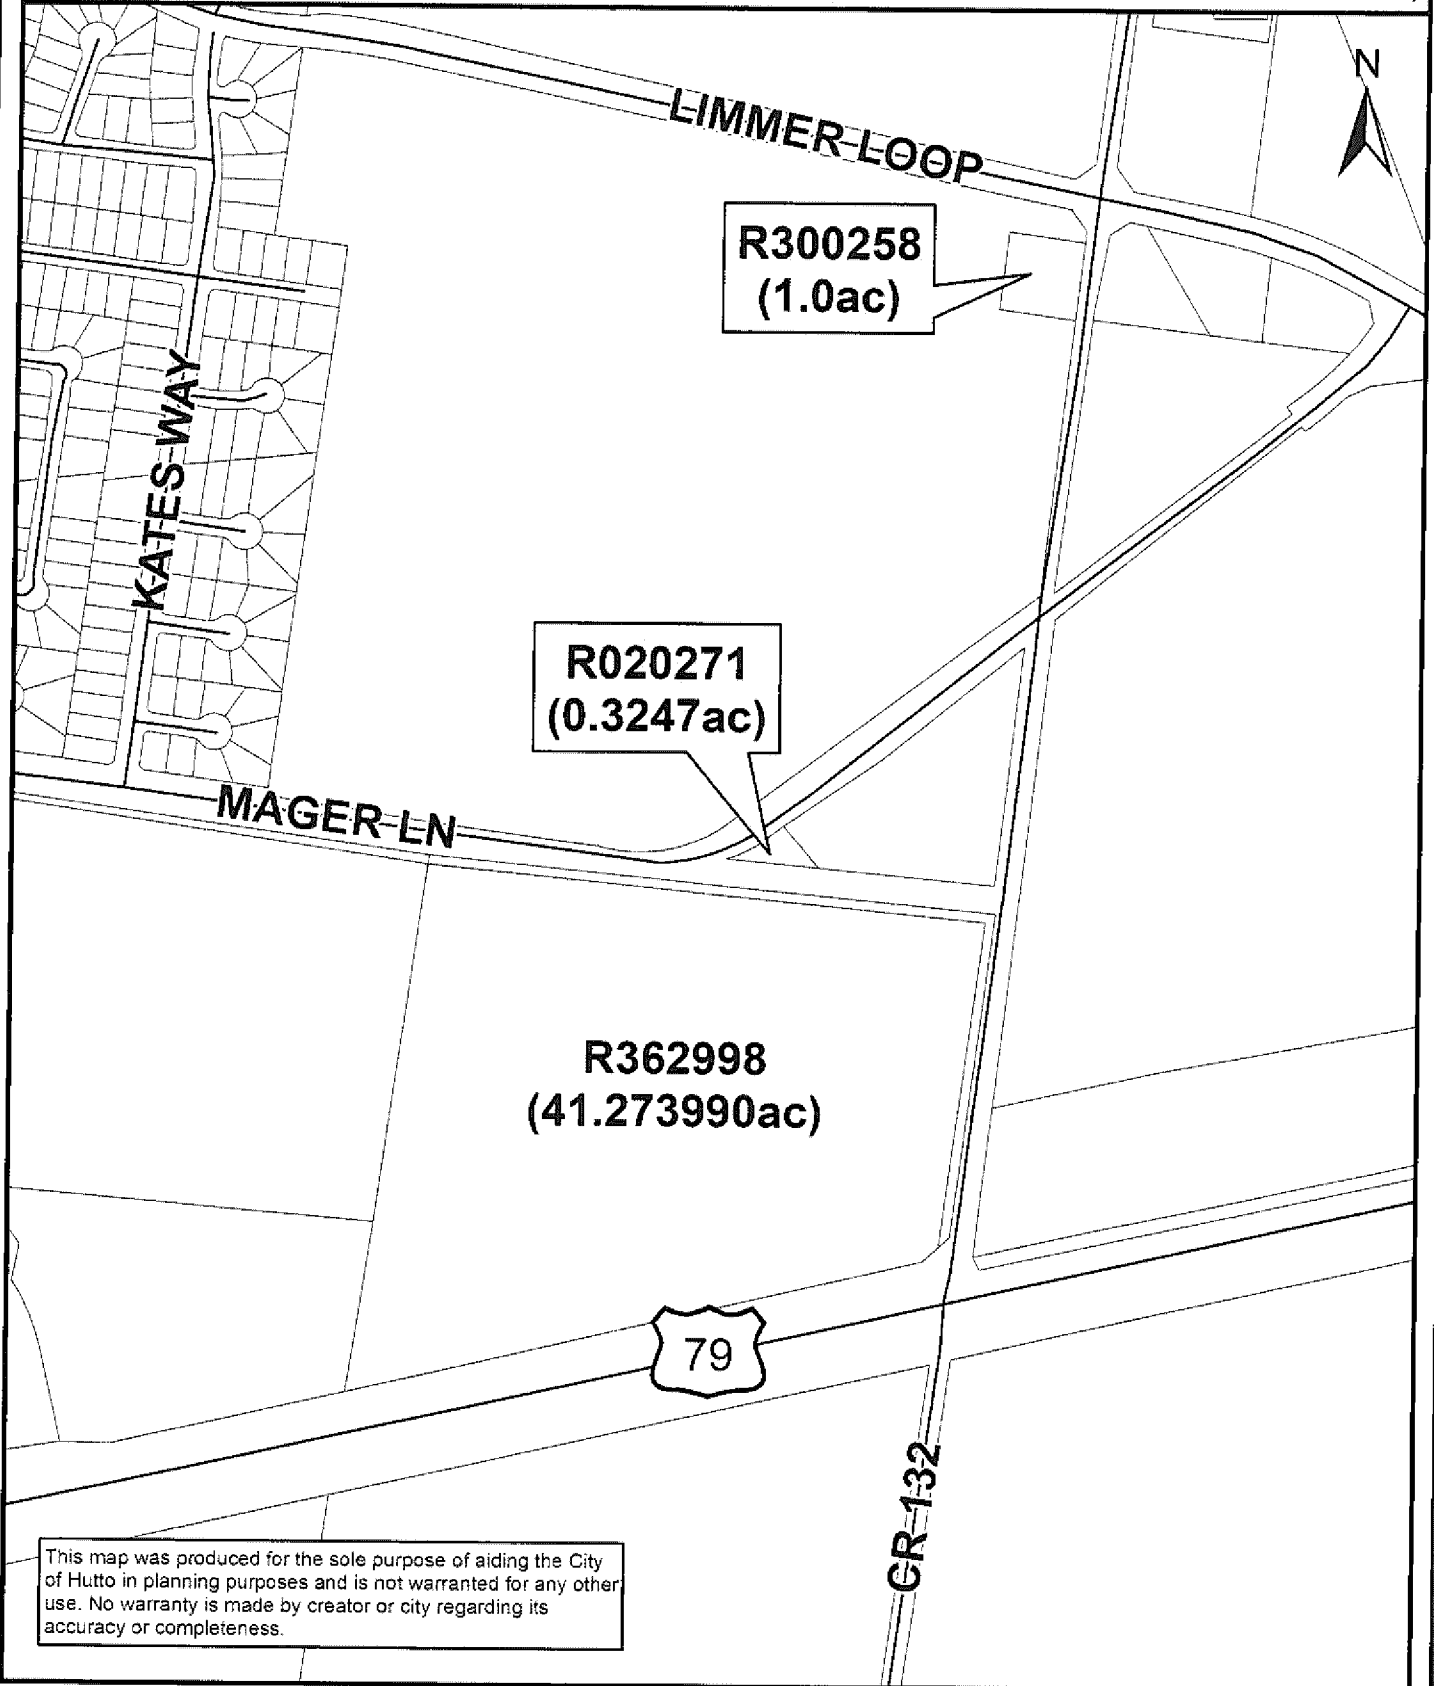 N
LIMMER LOOP
R300258
(1.0ac)
KATES WAY
R020271
(0.3247ac)
MAGER LN
R362998
(41.273990ac)
79
CR 132
This map was produced for the sole purpose of aiding the City
of Hutto in planning purposes and is not warranted for any other
use. No warranty is made by creator or city regarding its
accuracy or completeness.